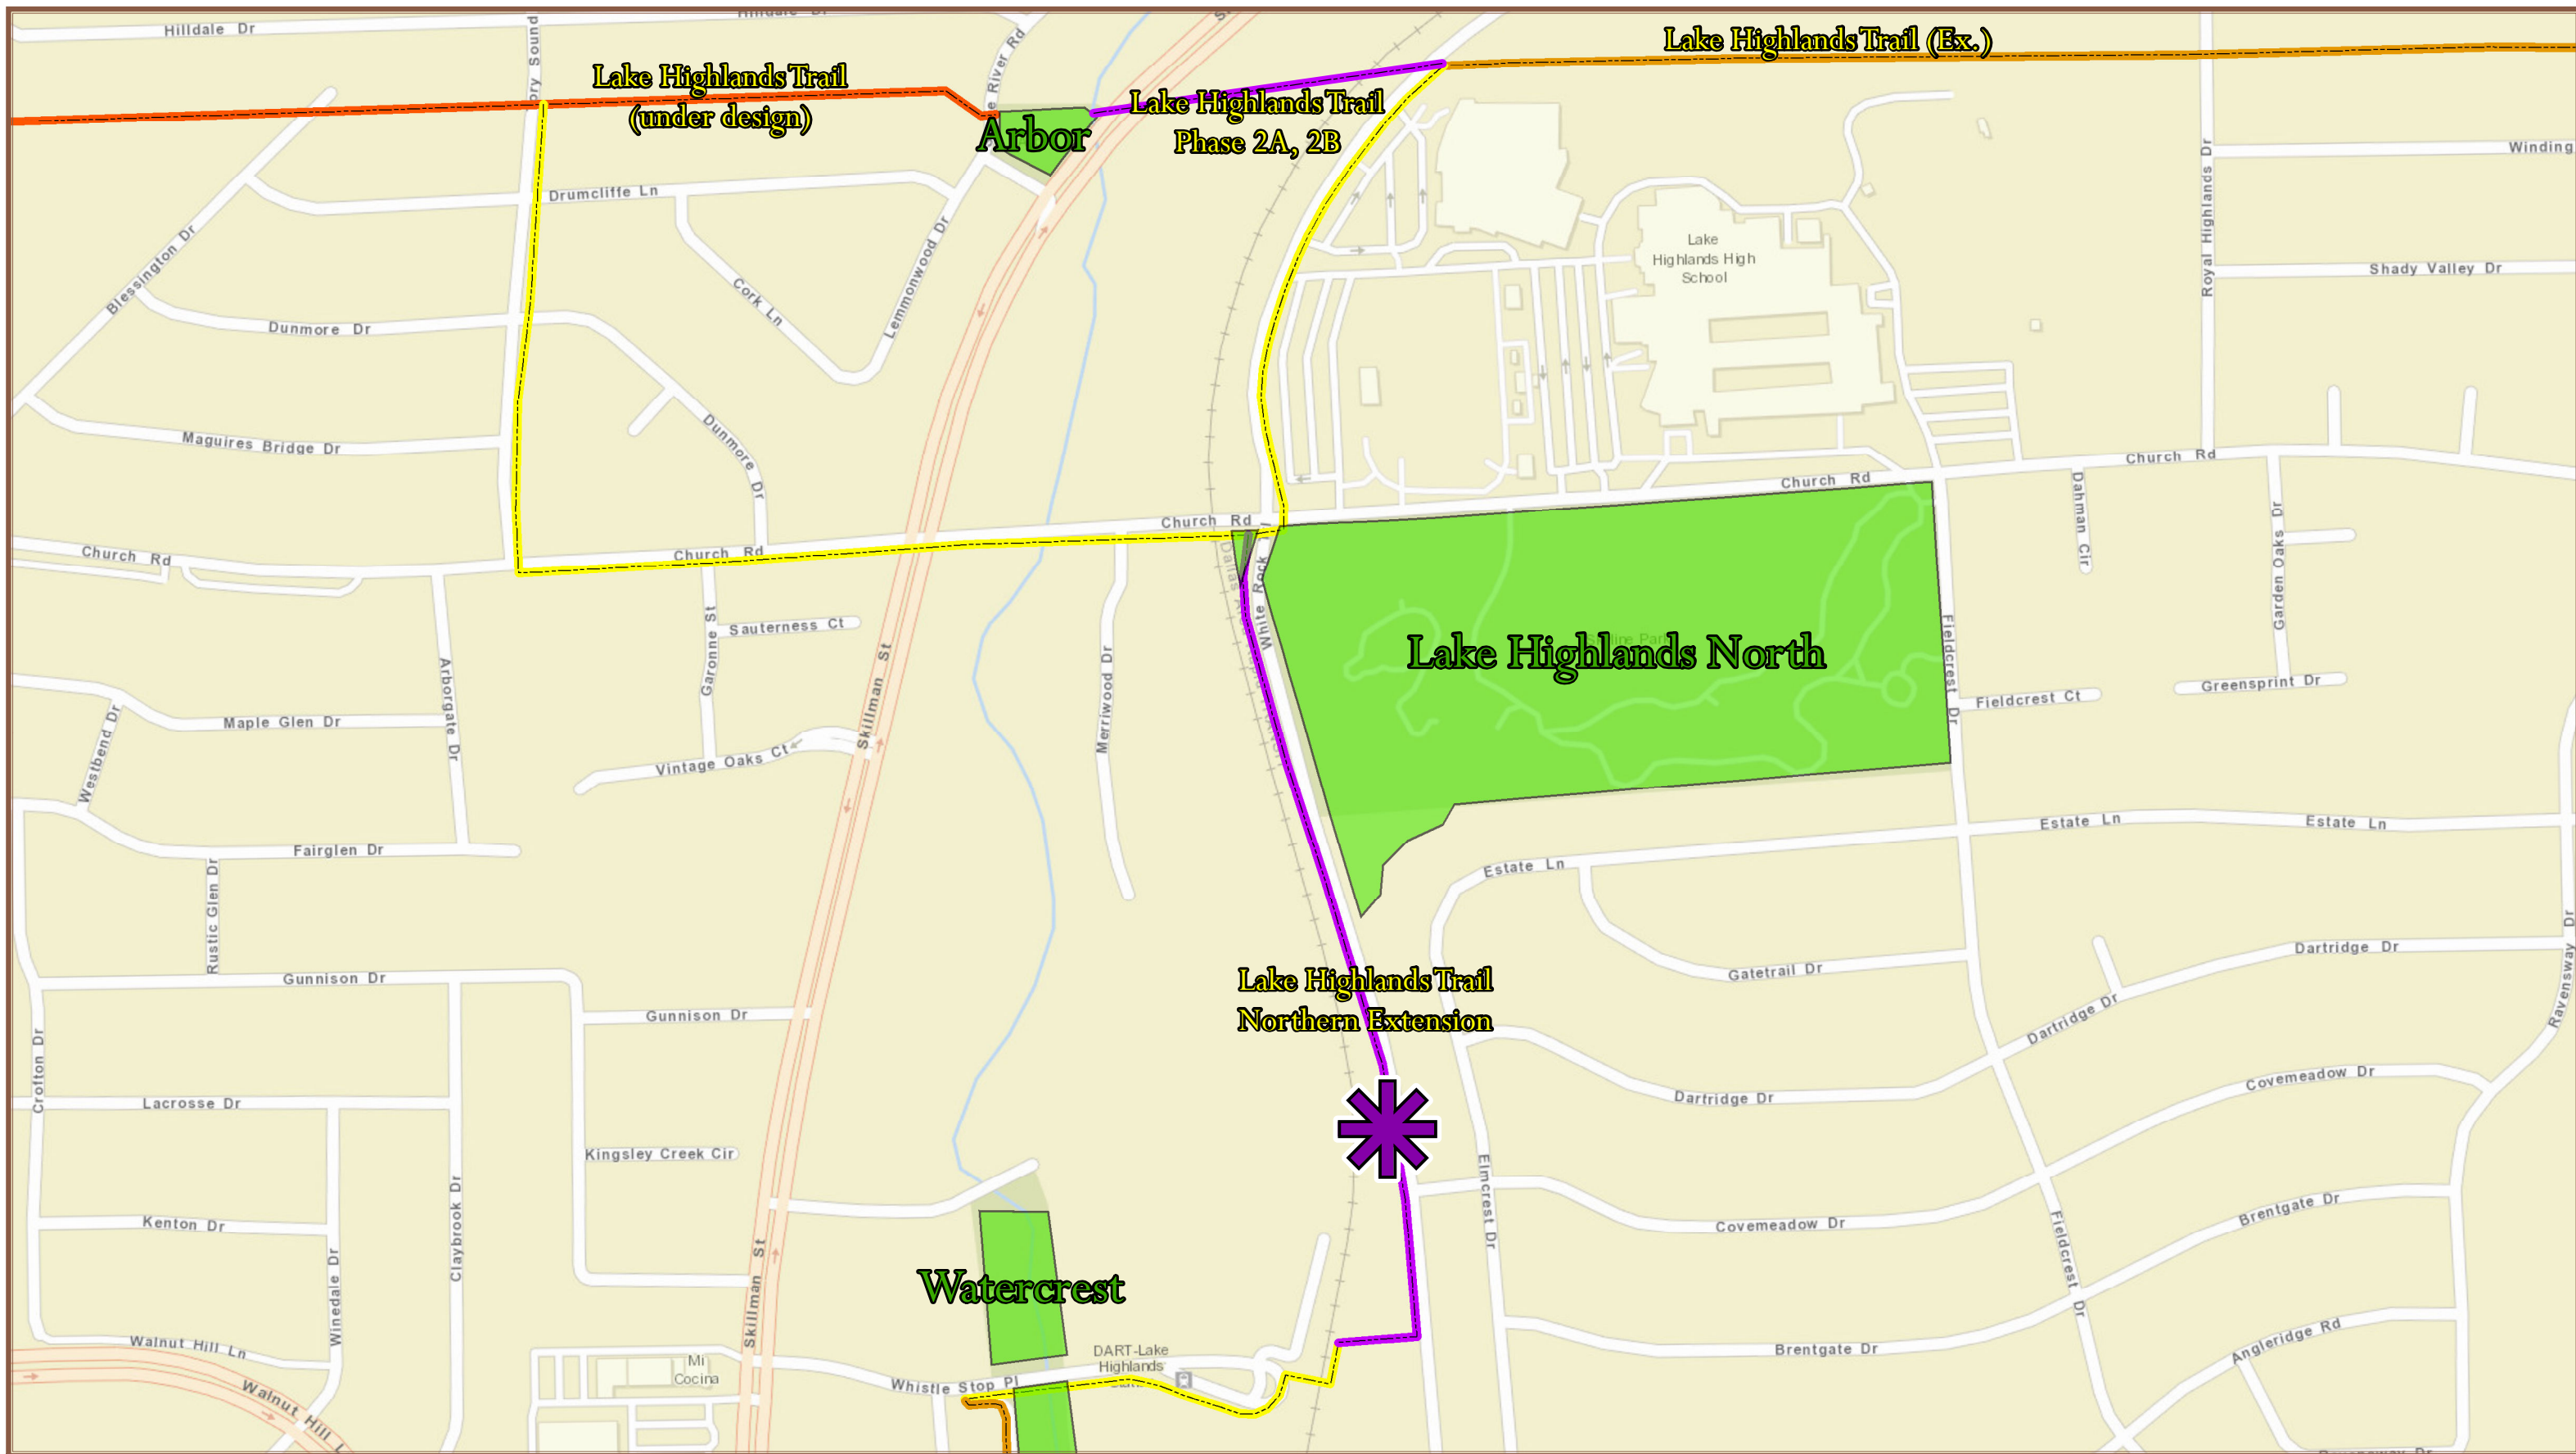 Hilldale Dr
Hilldale Dr
Lake Highlands Trail (Ex.)
Lake Highlands Trail
(under design)
Lake Highlands Trail
Phase 2A, 2B
Arbor
River Rd
Winding
Drumcliffe Ln
Blessington Dr
Lemmonwood Dr
Cork Ln
Dunmore Dr
Lake
Highlands High
School
Royal Highlands Dr
Shady Valley Dr
Maguires Bridge Dr
Dunmore Dr
Church Rd
Church Rd
Church Rd
Church Rd
Church Rd
Dahman Cir
Garden Oaks Dr
White Rock
Garonne St
Sauterness Ct
Arborgate Dr
Skillman St
Merriwood Dr
Lake Highlands North
Fieldcrest Dr
Fieldcrest Ct
Greensprint Dr
Westbend Dr
Maple Glen Dr
Vintage Oaks Ct
Fairglen Dr
Rustic Glen Dr
Estate Ln
Estate Ln
Estate Ln
Gunnison Dr
Gunnison Dr
Gatetrail Dr
Dartridge Dr
Dartridge Dr
Dartridge Dr
Ravensway Dr
Lake Highlands Trail
Northern Extension
Crofton Dr
Lacrosse Dr
Covemeadow Dr
Covemeadow Dr
Kingsley Creek Cir
Claybrook Dr
Elmcrest Dr
Kenton Dr
Winedale Dr
Brentgate Dr
Brentgate Dr
Fieldcrest Dr
Skillman St
Watercrest
Walnut Hill Ln
Walnut Hill L
Mi
Cocina
DART-Lake
Highlands
Whistle Stop Pl
Angleridge Rd